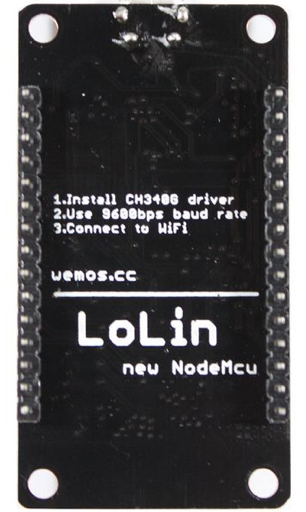 1.Install CH340G driver
2.Use 9600bps baud rate
3.Connect to WiFi
wemos.cc
LoLin
new NodeMcu